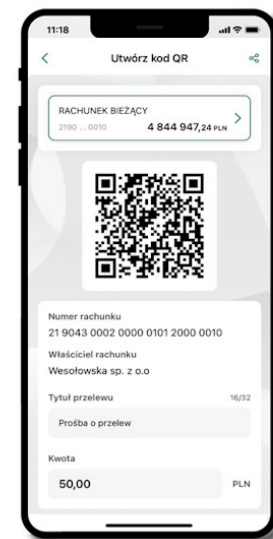 11:18
Utwórz kod QR
RACHUNEK BIEŻĄCY
2190 ... 0010 4 844 947,24 PLN
Numer rachunku
21 9043 0002 0000 0101 2000 0010
Właściciel rachunku
Wesołowska sp. z o.o
Tytuł przelewu 16/32
Prośba o przelew
Kwota
50,00 PLN